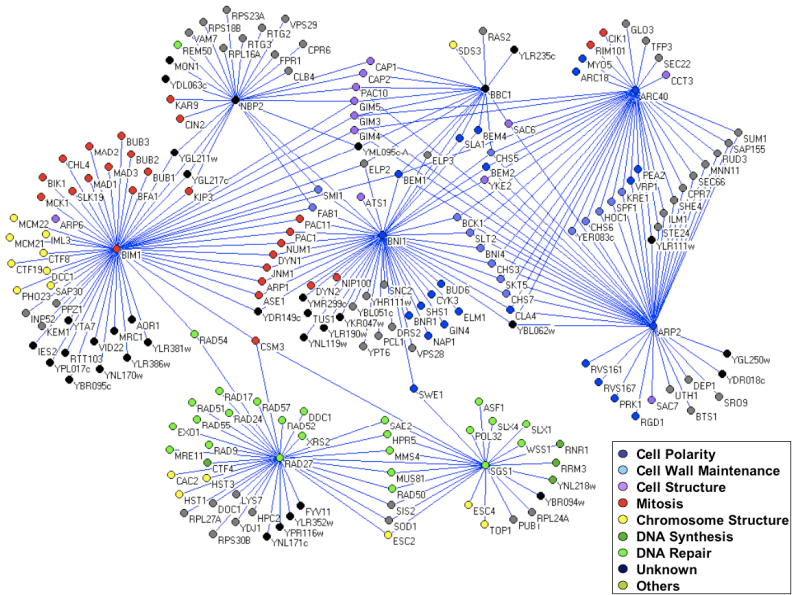 RPS23A
RPS18B
RTG2
VPS29
VAM7
RTG3
REM50
RPL16A
CPR6
MON1
FPR1
YDL063c
CLB4
KAR9
NBP2
CIN2
YGL211w
YGL217c
KIP3
RAS2
SDS3
YLR235c
CAP1
CAP2
PAC10
GIM5
GIM3
GIM4
BBC1
SAC6
BEM4
SLA1
YML095c-A
ELP3
ELP2
BEM1
CHS5
BEM2
YKE2
GLO3
CIK1
TFP3
RIM101
MYO5
SEC22
ARC18
CCT3
ARC40
SUM1
SAP155
RUD3
MNN11
SEC66
CPR7
SHE4
ILM1
STE24
YLR111w
PEA2
VRP1
KRE1
SPF1
HOC1
CHS6
YER083c
BUB3
MAD2
BUB2
CHL4
MAD3
BUB1
BIK1
MAD1
SLK19
BFA1
MCK1
MCM22
ARP6
IML3
MCM21
CTF8
CTF19
DCC1
PHO23
SAP30
INP52
PFZ1
KEM1
YTA7
AOR1
MRC1
IES2
VID22
YLR381w
RTT103
YLR386w
YPL017c
YNL170w
YBR095c
BIM1
SMI1
FAB1
ATS1
PAC11
PAC1
NUM1
DYN1
JNM1
ARP1
ASE1
YDR149c
BNI1
BCK1
SLT2
BNI4
CHS3
SKT5
CHS7
CLA4
YBL062w
DYN2
NIP100
SNC2
YMR299c
YHR111w
TUS1
YBL051c
YKR047w
YLR190w
DRS2
YNL119w
PCL1
YPT6
VPS28
BUD6
CYK3
SHS1
ELM1
BNR1
GIN4
NAP1
ARP2
RVS161
RVS167
PRK1
RGD1
SAC7
UTH1
DEP1
BTS1
SRO9
YDR018c
YGL250w
RAD54
CSM3
SWE1
RAD17
RAD57
RAD51
DDC1
RAD24
RAD55
RAD52
EXO1
XRS2
RAD9
MRE11
CTF4
RAD27
CAC2
HST3
HST1
LYS7
DOC1
FYV11
RPL27A
HPC2
YLR352w
YDJ1
YPR116w
RPS30B
YNL171c
SAE2
HPR5
MMS4
MUS81
RAD50
SIS2
SOD1
ESC2
ASF1
SLX4
SLX1
POL32
WSS1
RNR1
RRM3
SGS1
YNL218w
YBR094w
ESC4
RPL24A
PUB1
TOP1
Cell Polarity
Cell Wall Maintenance
Cell Structure
Mitosis
Chromosome Structure
DNA Synthesis
DNA Repair
Unknown
Others